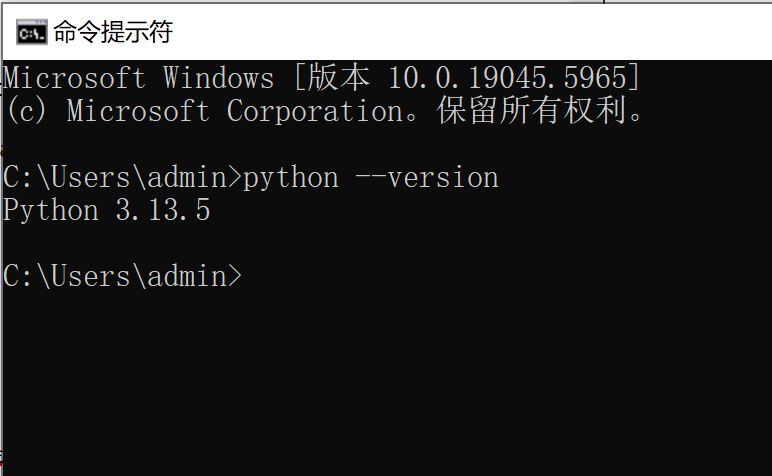 命令提示符
Microsoft Windows [版本 10.0.19045.5965]
(c) Microsoft Corporation。保留所有权利。
C:\Users\admin>python --version
Python 3.13.5
C:\Users\admin>